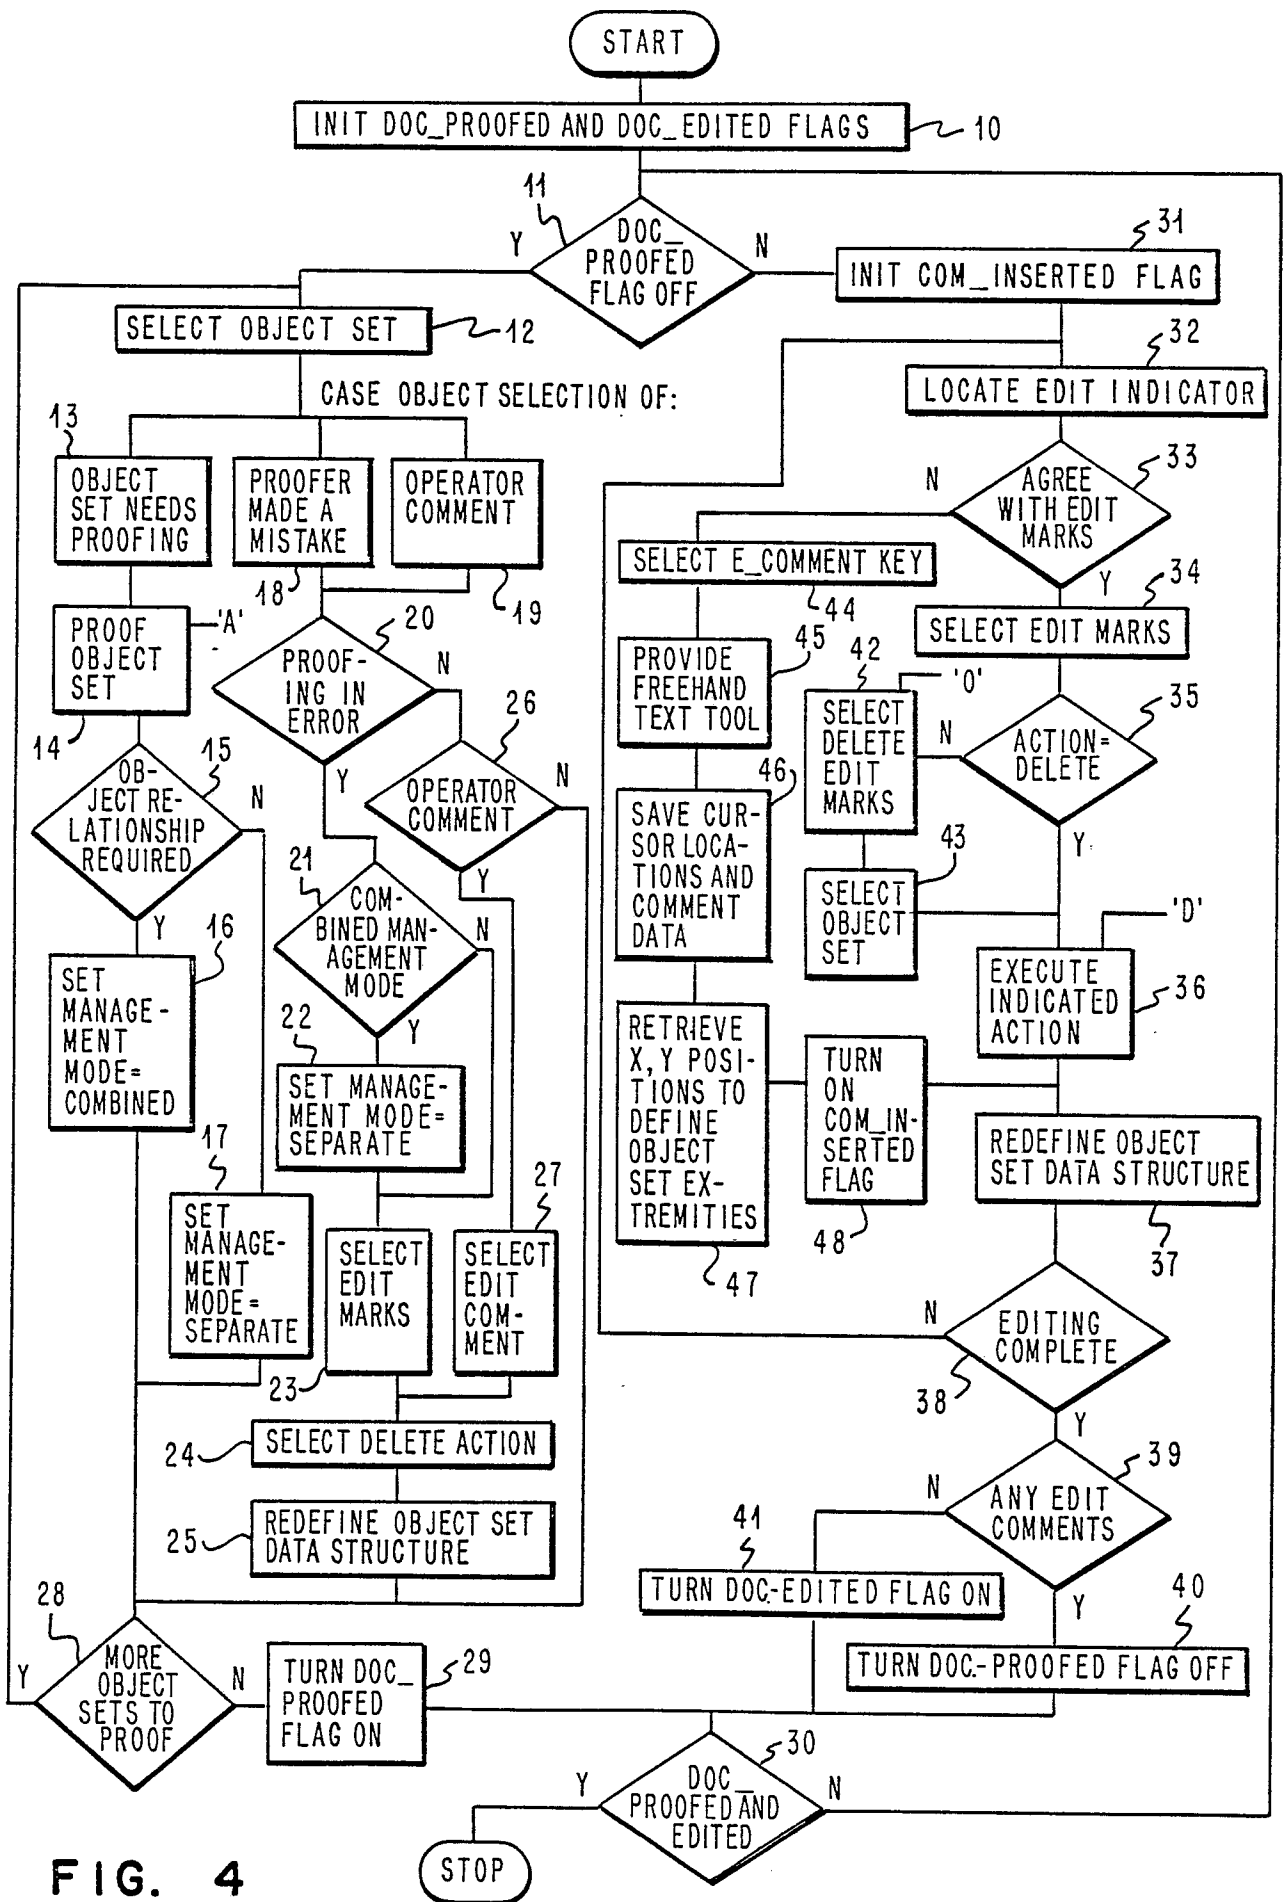 START
INIT DOC_PROOFED AND DOC_EDITED FLAGS
10
11
Y
DOC_
PROOFED
FLAG OFF
N
31
INIT COM_INSERTED FLAG
SELECT OBJECT SET
12
32
LOCATE EDIT INDICATOR
CASE OBJECT SELECTION OF:
13
OBJECT
SET NEEDS
PROOFING
PROOFER
MADE A
MISTAKE
18
OPERATOR
COMMENT
19
33
N
AGREE
WITH EDIT
MARKS
Y
SELECT E_COMMENT KEY
44
34
SELECT EDIT MARKS
PROOF
OBJECT
SET
'A'
14
20
PROOF-
ING IN
ERROR
N
Y
45
PROVIDE
FREEHAND
TEXT TOOL
42
'O'
SELECT
DELETE
EDIT
MARKS
35
N
ACTION=
DELETE
Y
15
OB-
JECT RE-
LATIONSHIP
REQUIRED
N
Y
26
OPERATOR
COMMENT
N
Y
46
SAVE CUR-
SOR LOCA-
TIONS AND
COMMENT
DATA
43
SELECT
OBJECT
SET
21
COM-
BINED MAN-
AGEMENT
MODE
N
Y
16
SET
MANAGE-
MENT
MODE=
COMBINED
'D'
EXECUTE
INDICATED
ACTION
36
22
SET MANAGE-
MENT MODE=
SEPARATE
RETRIEVE
X, Y POSI-
TIONS TO
DEFINE
OBJECT
SET EX-
TREMITIES
47
TURN
ON
COM_IN-
SERTED
FLAG
48
REDEFINE OBJECT
SET DATA STRUCTURE
37
17
SET
MANAGE-
MENT
MODE=
SEPARATE
SELECT
EDIT
MARKS
23
27
SELECT
EDIT
COM-
MENT
N
EDITING
COMPLETE
38
Y
24
SELECT DELETE ACTION
25
REDEFINE OBJECT SET
DATA STRUCTURE
39
N
ANY EDIT
COMMENTS
Y
41
TURN DOC-EDITED FLAG ON
40
TURN DOC-PROOFED FLAG OFF
28
Y
MORE
OBJECT
SETS TO
PROOF
N
TURN DOC_
PROOFED
FLAG ON
29
30
Y
DOC_
PROOFED AND
EDITED
N
STOP
FIG. 4